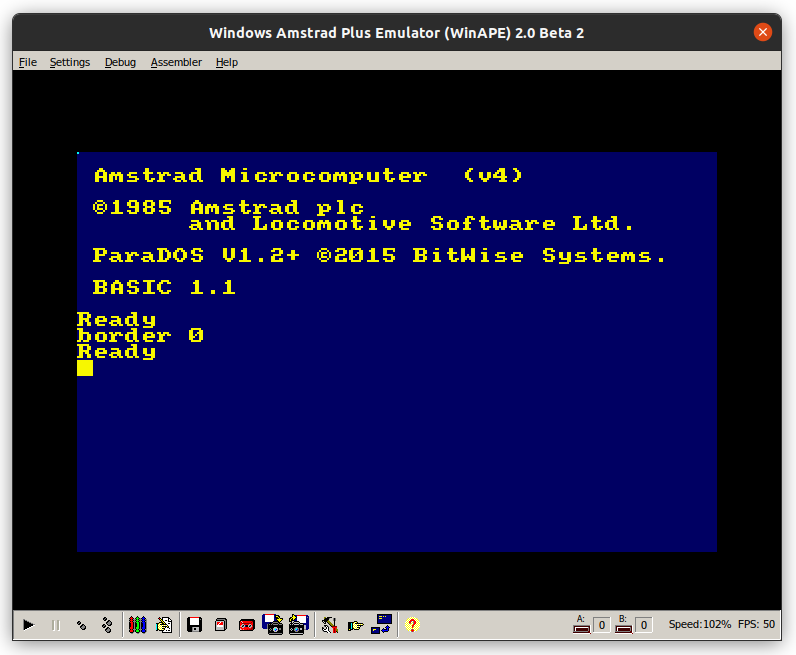 Windows Amstrad Plus Emulator (WinAPE) 2.0 Beta 2
File Settings Debug Assembler Help
Amstrad Microcomputer (v4)
©1985 Amstrad plc
and Locomotive Software Ltd.
ParaDOS V1.2+ ©2015 BitWise Systems.
BASIC 1.1
Ready
border 0
Ready
A: 0 B: 0 Speed:102% FPS: 50